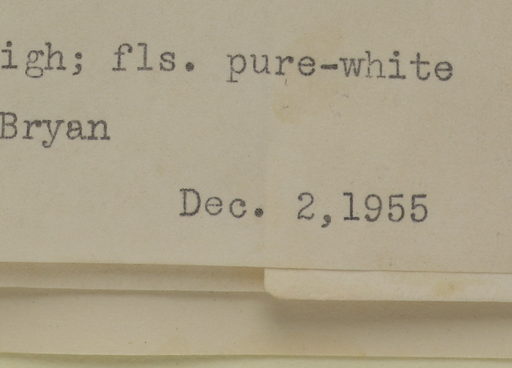 igh; fls. pure-white
Bryan
Dec. 2,1955